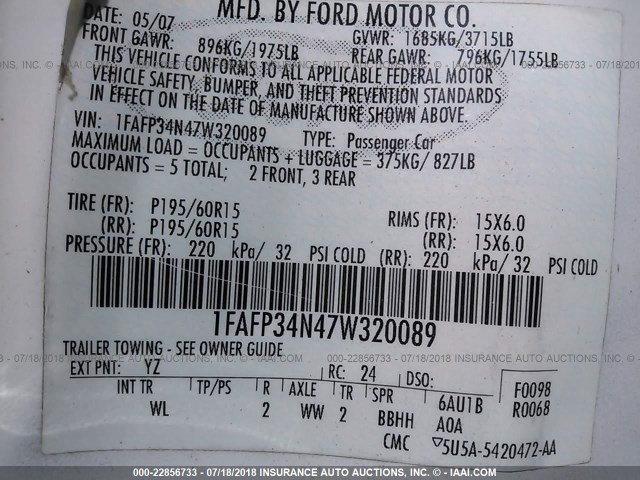 MFD. BY FORD MOTOR CO.
DATE: 05/07 GVWR: 1685KG/3715LB
FRONT GAWR: 896KG/1975LB REAR GAWR: 796KG/1755LB
THIS VEHICLE CONFORMS TO ALL APPLICABLE FEDERAL MOTOR
VEHICLE SAFETY, BUMPER, AND THEFT PREVENTION STANDARDS
IN EFFECT ON THE DATE OF MANUFACTURE SHOWN ABOVE.
VIN: 1FAFP34N47W320089 TYPE: Passenger Car
MAXIMUM LOAD = OCCUPANTS + LUGGAGE = 375KG/ 827LB
OCCUPANTS = 5 TOTAL; 2 FRONT, 3 REAR
TIRE (FR): P195/60R15 RIMS (FR): 15X6.0
(RR): P195/60R15 (RR): 15X6.0
PRESSURE (FR): 220 kPa/ 32 PSI COLD (RR): 220 kPa/ 32 PSI COLD
1FAFP34N47W320089
TRAILER TOWING - SEE OWNER GUIDE
EXT PNT: YZ RC: 24 DSO: F0098
INT TR TP/PS R AXLE TR SPR 6AU1B R0068
WL 2 WW 2 BBHH AOA
CMC 5U5A-5420472-AA
000-22856733 - 07/18/2018 INSURANCE AUTO AUCTIONS - © - IAAI.COM